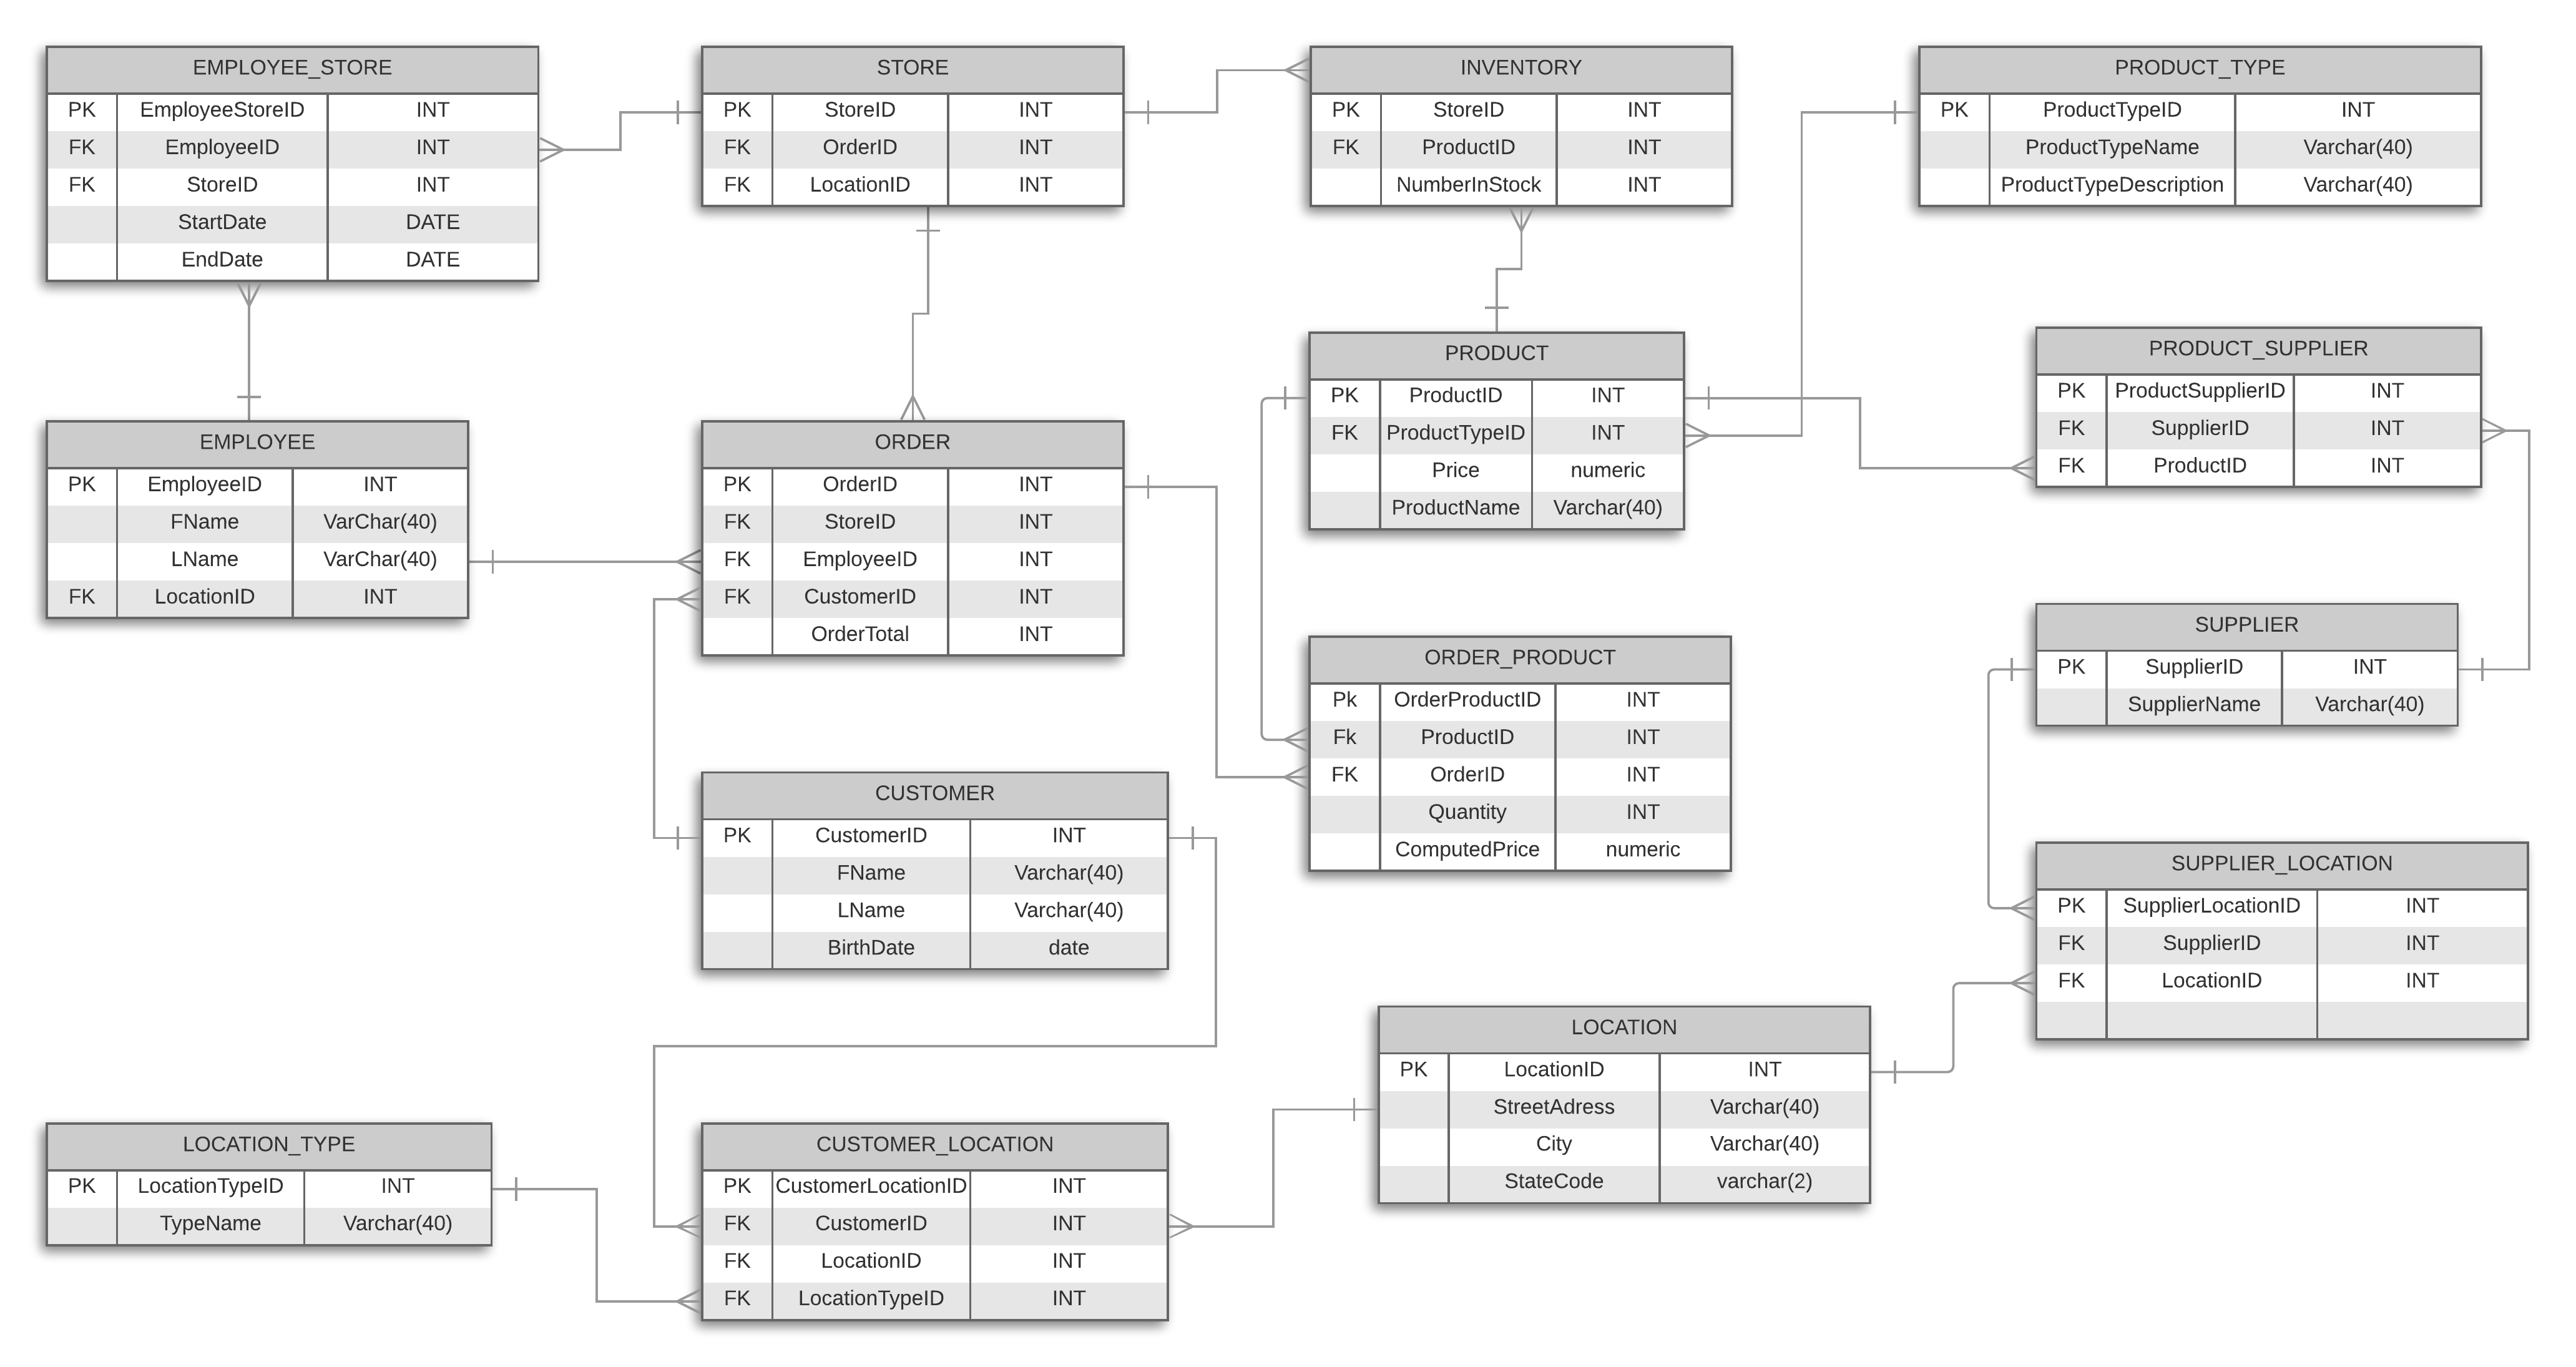 EMPLOYEE_STORE
PK EmployeeStoreID INT
FK EmployeeID INT
FK StoreID INT
StartDate DATE
EndDate DATE
STORE
PK StoreID INT
FK OrderID INT
FK LocationID INT
INVENTORY
PK StoreID INT
FK ProductID INT
NumberInStock INT
PRODUCT_TYPE
PK ProductTypeID INT
ProductTypeName Varchar(40)
ProductTypeDescription Varchar(40)
EMPLOYEE
PK EmployeeID INT
FName VarChar(40)
LName VarChar(40)
FK LocationID INT
ORDER
PK OrderID INT
FK StoreID INT
FK EmployeeID INT
FK CustomerID INT
OrderTotal INT
PRODUCT
PK ProductID INT
FK ProductTypeID INT
Price numeric
ProductName Varchar(40)
PRODUCT_SUPPLIER
PK ProductSupplierID INT
FK SupplierID INT
FK ProductID INT
ORDER_PRODUCT
Pk OrderProductID INT
Fk ProductID INT
FK OrderID INT
Quantity INT
ComputedPrice numeric
SUPPLIER
PK SupplierID INT
SupplierName Varchar(40)
CUSTOMER
PK CustomerID INT
FName Varchar(40)
LName Varchar(40)
BirthDate date
SUPPLIER_LOCATION
PK SupplierLocationID INT
FK SupplierID INT
FK LocationID INT
LOCATION
PK LocationID INT
StreetAdress Varchar(40)
City Varchar(40)
StateCode varchar(2)
LOCATION_TYPE
PK LocationTypeID INT
TypeName Varchar(40)
CUSTOMER_LOCATION
PK CustomerLocationID INT
FK CustomerID INT
FK LocationID INT
FK LocationTypeID INT